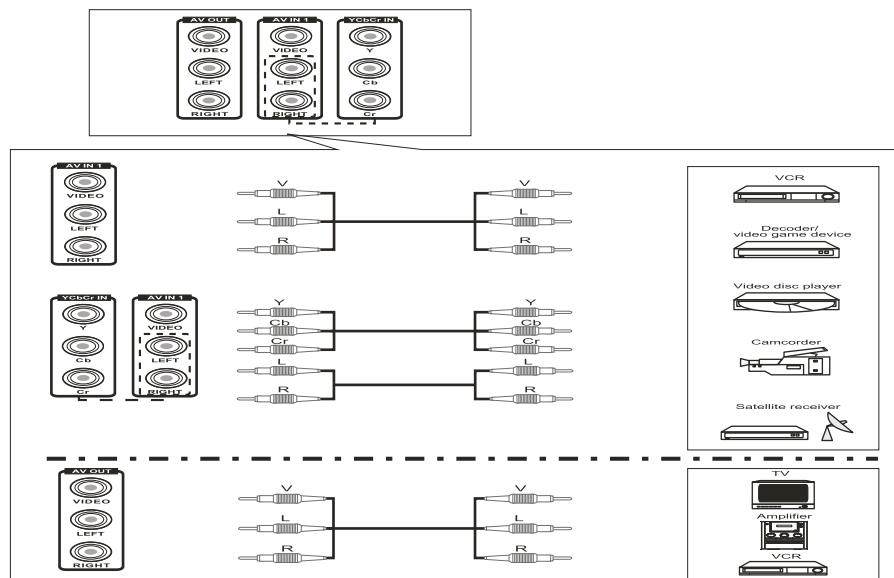 AV OUT AV IN 1 YCbCr IN
VIDEO VIDEO Y
LEFT LEFT Cb
RIGHT RIGHT Cr
AV IN 1
VIDEO
LEFT
RIGHT
V V
L L
R R
VCR
Decoder/
video game device
Video disc player
Camcorder
Satellite receiver
YCbCr IN AV IN 1
Y VIDEO
Cb LEFT
Cr RIGHT
Y Y
Cb Cb
Cr Cr
L L
R R
AV OUT
VIDEO
LEFT
RIGHT
V V
L L
R R
TV
Amplifier
VCR